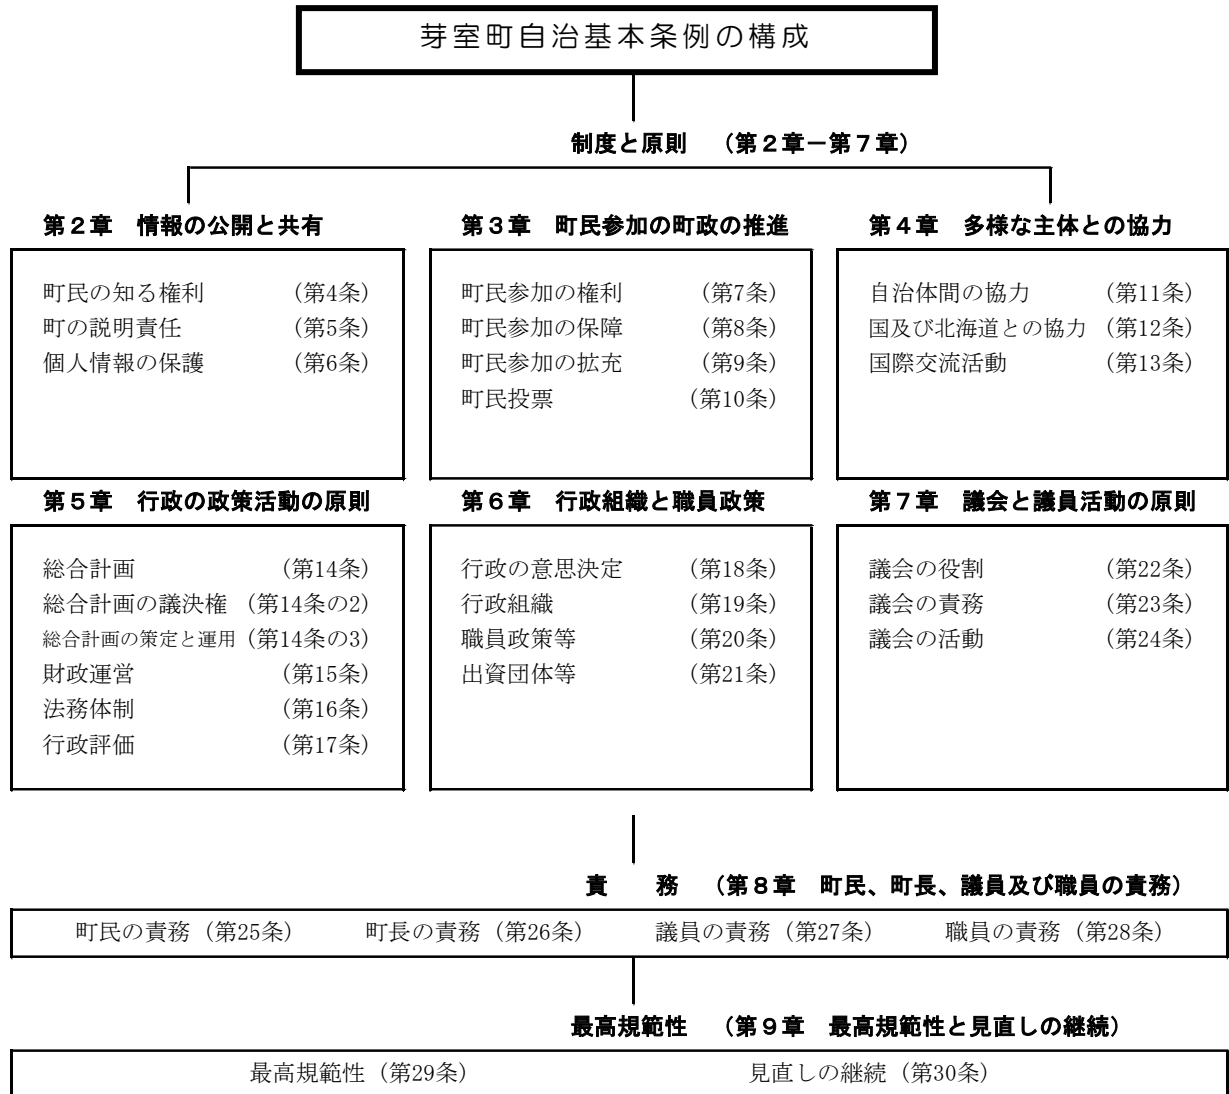 芽室町自治基本条例の構成
制度と原則　（第２章－第７章）
第２章　情報の公開と共有
町民の知る権利　（第4条）
町の説明責任　（第5条）
個人情報の保護　（第6条）
第３章　町民参加の町政の推進
町民参加の権利　（第7条）
町民参加の保障　（第8条）
町民参加の拡充　（第9条）
町民投票　（第10条）
第４章　多様な主体との協力
自治体間の協力　（第11条）
国及び北海道との協力　（第12条）
国際交流活動　（第13条）
第５章　行政の政策活動の原則
総合計画　（第14条）
総合計画の議決権　（第14条の2）
総合計画の策定と運用　（第14条の3）
財政運営　（第15条）
法務体制　（第16条）
行政評価　（第17条）
第６章　行政組織と職員政策
行政の意思決定　（第18条）
行政組織　（第19条）
職員政策等　（第20条）
出資団体等　（第21条）
第７章　議会と議員活動の原則
議会の役割　（第22条）
議会の責務　（第23条）
議会の活動　（第24条）
責　務　（第８章　町民、町長、議員及び職員の責務）
町民の責務（第25条）　町長の責務（第26条）　議員の責務（第27条）　職員の責務（第28条）
最高規範性　（第９章　最高規範性と見直しの継続）
最高規範性（第29条）　見直しの継続（第30条）